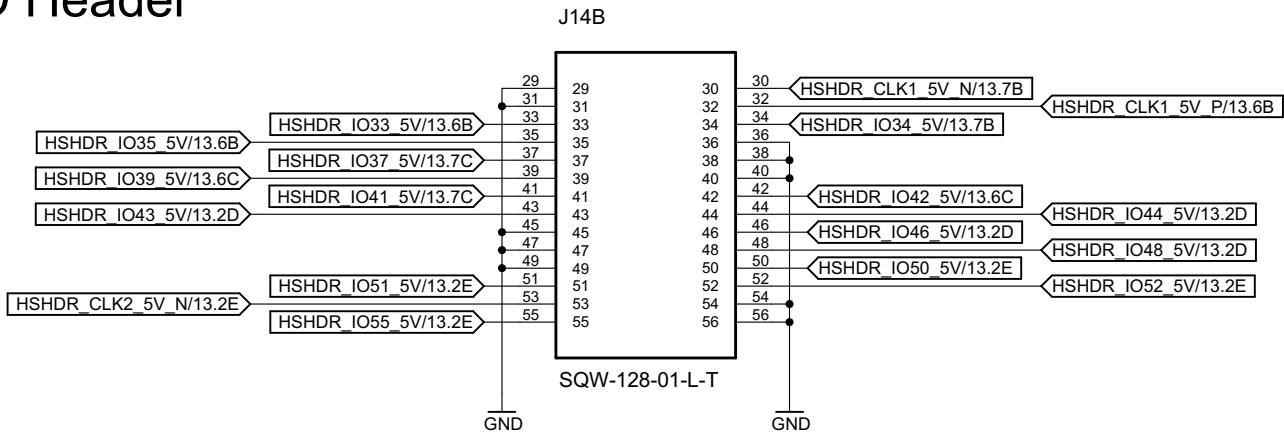 Header
J14B
29 29 30 30 HSHDR_CLK1_5V_N/13.7B
31 31 32 32 HSHDR_CLK1_5V_P/13.6B
HSHDR_IO33_5V/13.6B 33 33 34 34 HSHDR_IO34_5V/13.7B
HSHDR_IO35_5V/13.6B 35 35 36 36
HSHDR_IO37_5V/13.7C 37 37 38 38
HSHDR_IO39_5V/13.6C 39 39 40 40
HSHDR_IO41_5V/13.7C 41 41 42 42 HSHDR_IO42_5V/13.6C
HSHDR_IO43_5V/13.2D 43 43 44 44 HSHDR_IO44_5V/13.2D
45 45 46 46 HSHDR_IO46_5V/13.2D
47 47 48 48 HSHDR_IO48_5V/13.2D
49 49 50 50 HSHDR_IO50_5V/13.2E
HSHDR_IO51_5V/13.2E 51 51 52 52 HSHDR_IO52_5V/13.2E
HSHDR_CLK2_5V_N/13.2E 53 53 54 54
HSHDR_IO55_5V/13.2E 55 55 56 56
SQW-128-01-L-T
GND GND